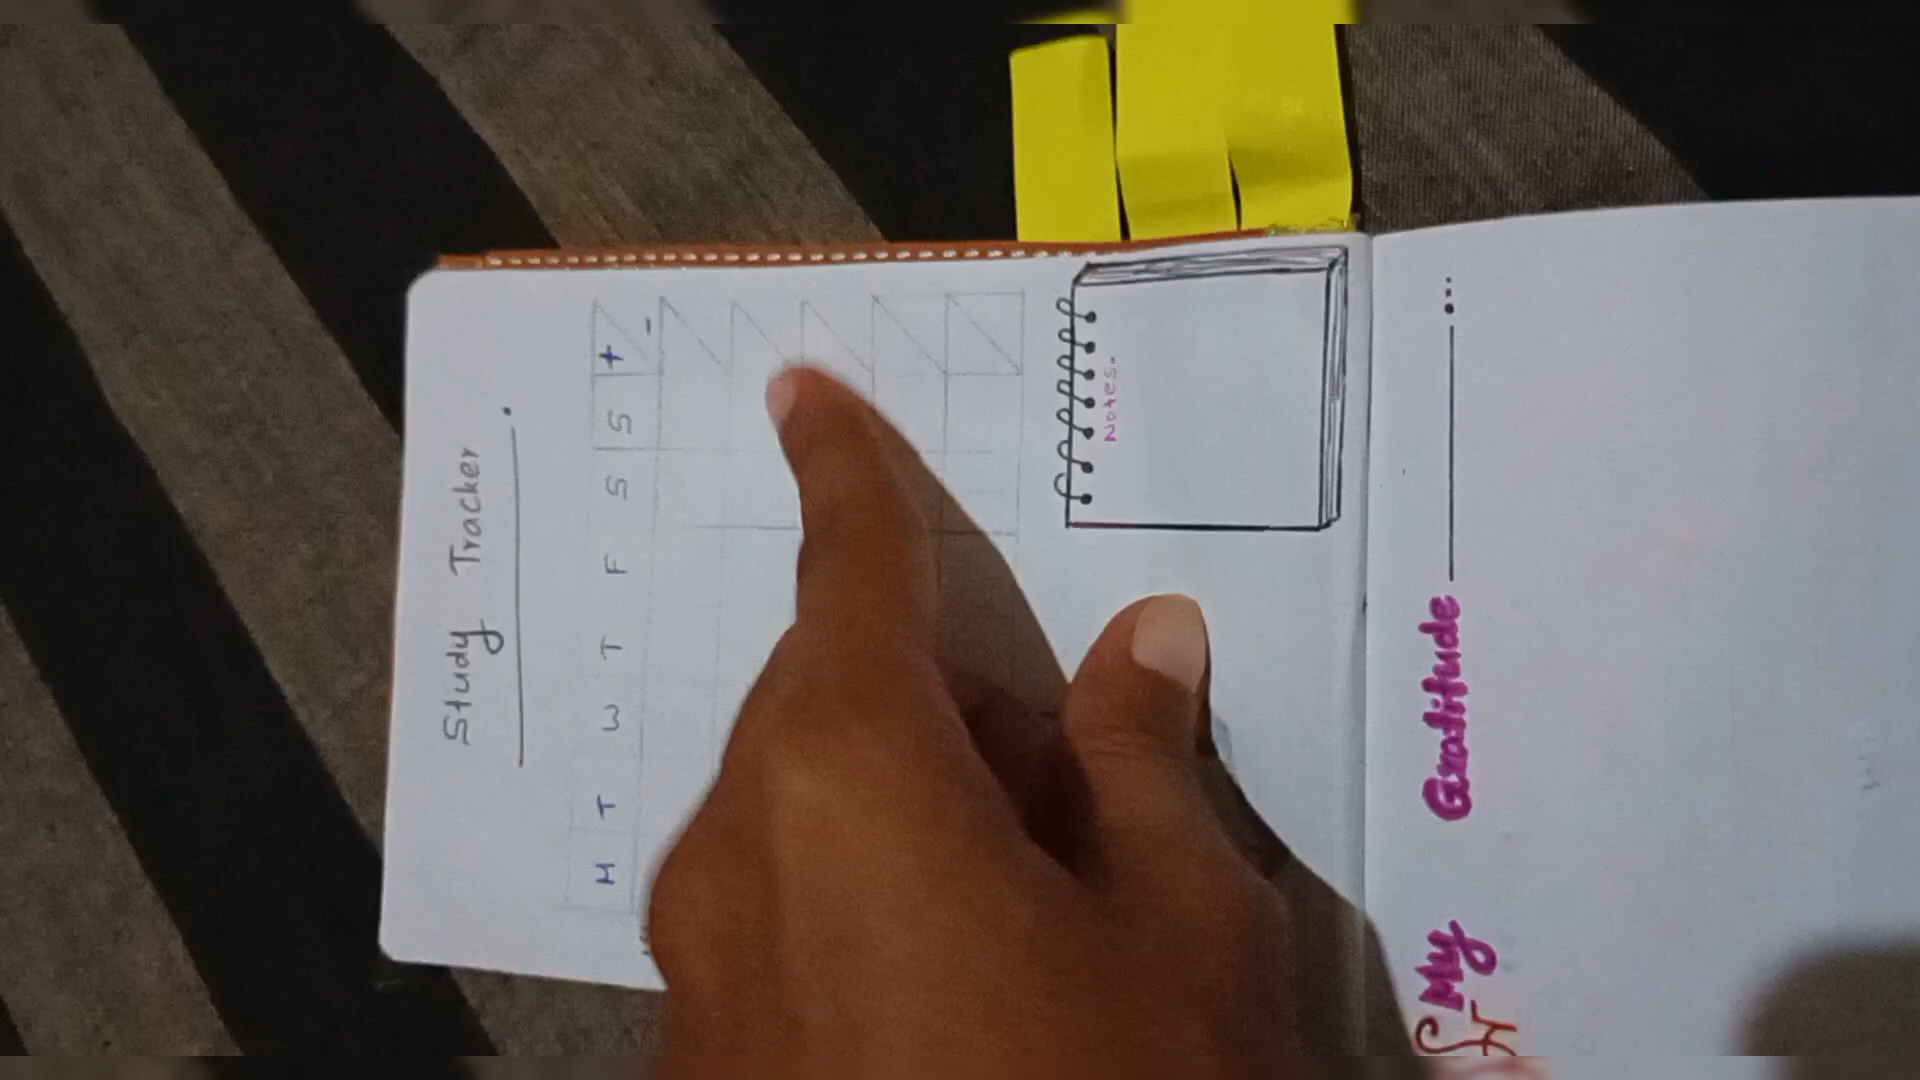 Study Tracker.
M T W T F S S + -
Notes.
My Gratitude